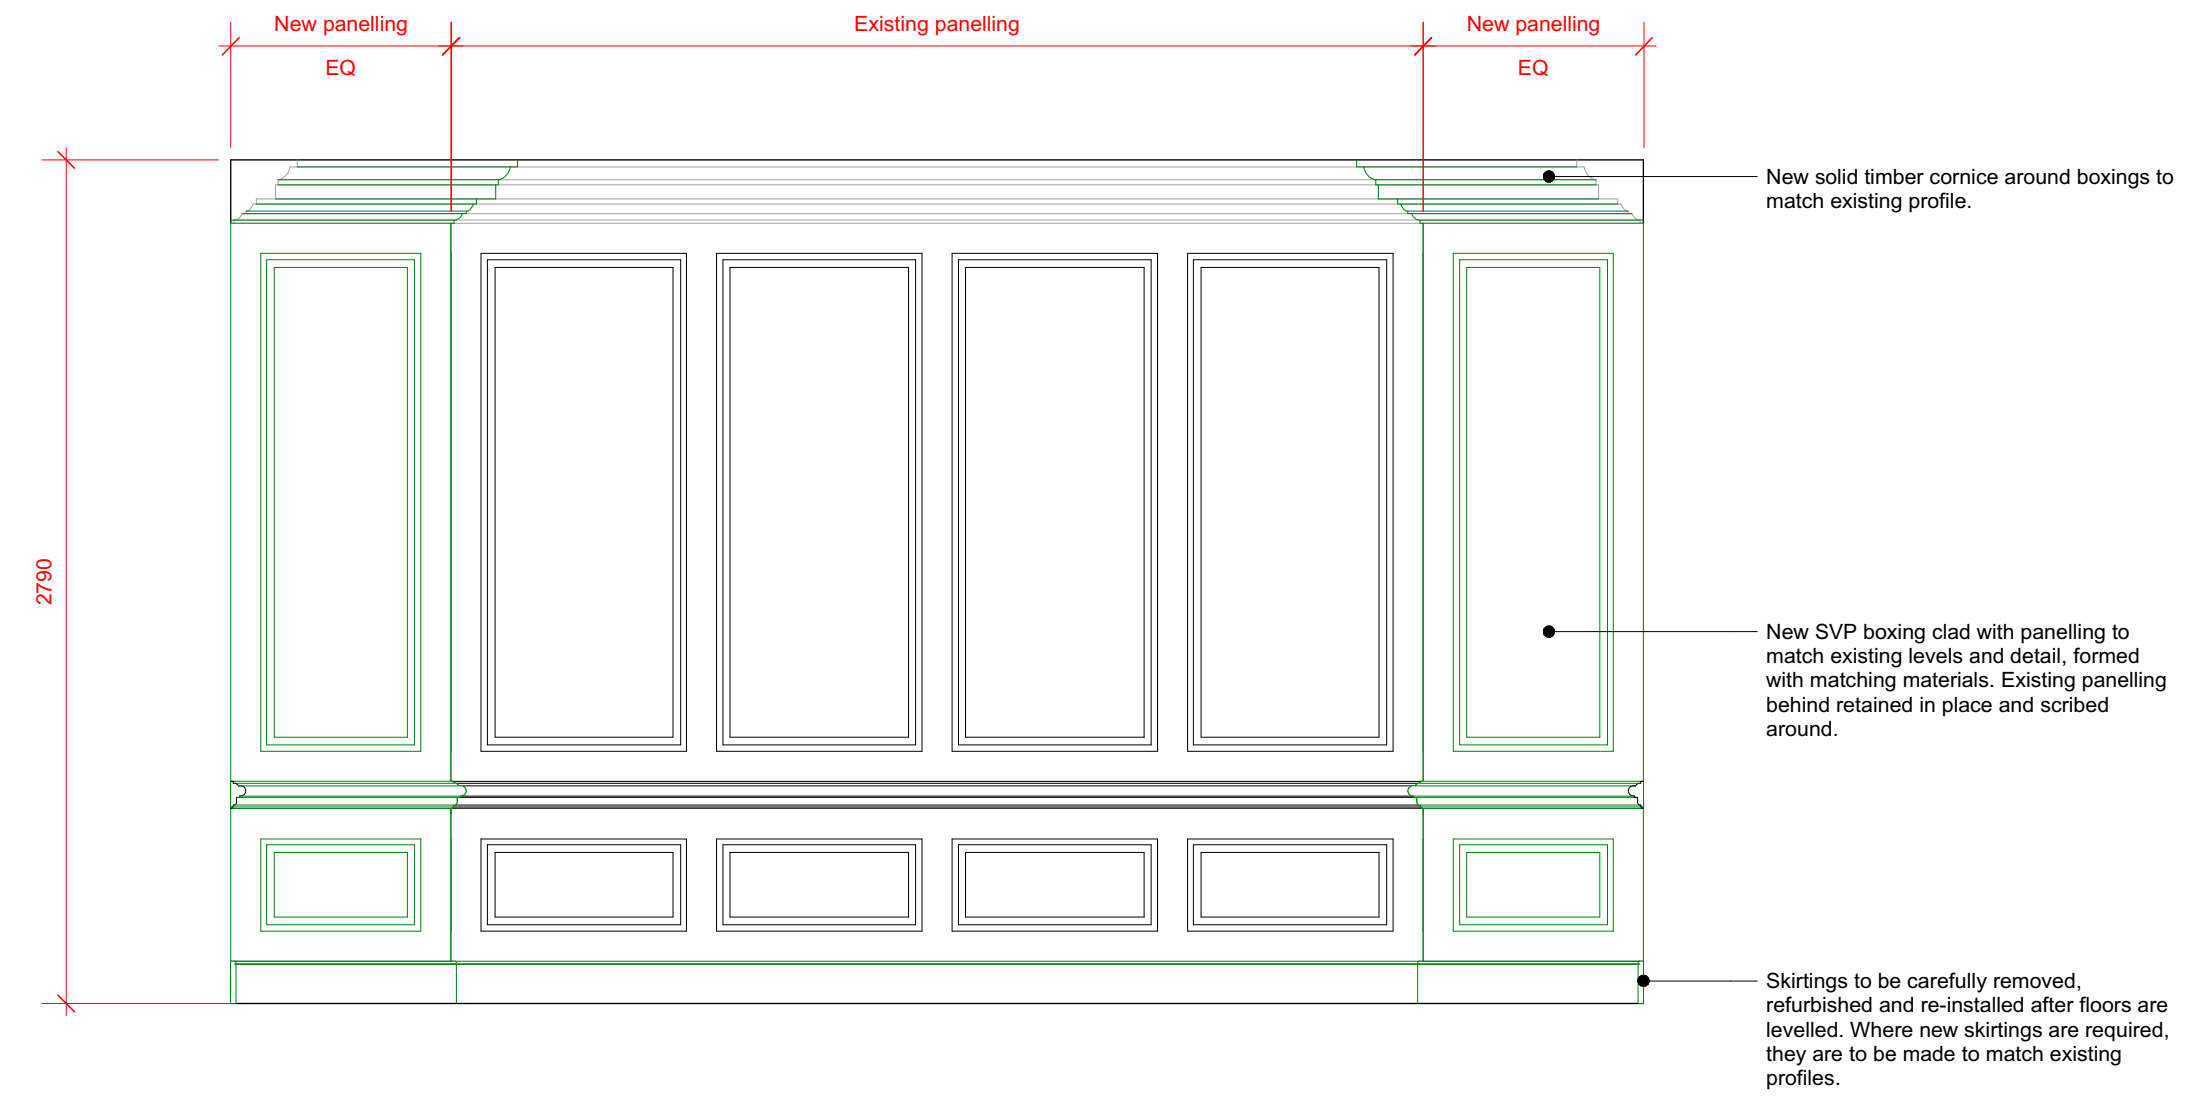 New panelling
Existing panelling
New panelling
EQ
EQ
New solid timber cornice around boxings to
match existing profile.
2790
New SVP boxing clad with panelling to
match existing levels and detail, formed
with matching materials. Existing panelling
behind retained in place and scribed
around.
Skirtings to be carefully removed,
refurbished and re-installed after floors are
levelled. Where new skirtings are required,
they are to be made to match existing
profiles.